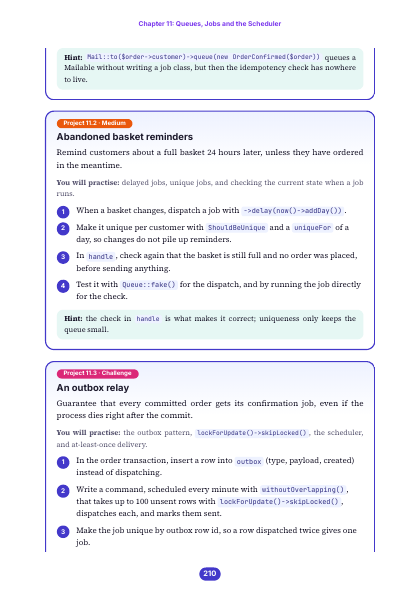 Chapter 11: Queues, Jobs and the Scheduler
Hint: Mail::to($order->customer)->queue(new OrderConfirmed($order)) queues a
Mailable without writing a job class, but then the idempotency check has nowhere
to live.
Project 11.2 · Medium
Abandoned basket reminders
Remind customers about a full basket 24 hours later, unless they have ordered
in the meantime.
You will practise: delayed jobs, unique jobs, and checking the current state when a job
runs.
1 When a basket changes, dispatch a job with ->delay(now()->addDay()) .
2 Make it unique per customer with ShouldBeUnique and a uniqueFor of a
day, so changes do not pile up reminders.
3 In handle , check again that the basket is still full and no order was placed,
before sending anything.
4 Test it with Queue::fake() for the dispatch, and by running the job directly
for the check.
Hint: the check in handle is what makes it correct; uniqueness only keeps the
queue small.
Project 11.3 · Challenge
An outbox relay
Guarantee that every committed order gets its confirmation job, even if the
process dies right after the commit.
You will practise: the outbox pattern, lockForUpdate()->skipLocked() , the scheduler,
and at-least-once delivery.
1 In the order transaction, insert a row into outbox (type, payload, created)
instead of dispatching.
2 Write a command, scheduled every minute with withoutOverlapping() ,
that takes up to 100 unsent rows with lockForUpdate()->skipLocked() ,
dispatches each, and marks them sent.
3 Make the job unique by outbox row id, so a row dispatched twice gives one
job.
210